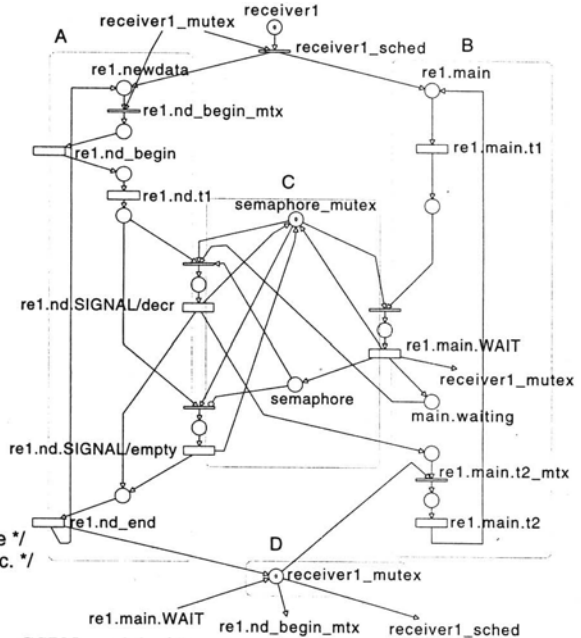 receiver1
receiver1_mutex
A
receiver1_sched
B
re1.newdata
re1.main
re1.nd_begin_mtx
re1.nd_begin
re1.main.t1
re1.nd.t1
C
semaphore_mutex
re1.nd.SIGNAL/decr
re1.main.WAIT
receiver1_mutex
semaphore
main.waiting
re1.nd.SIGNAL/empty
re1.main.t2_mtx
re1.nd_end
re1.main.t2
e */
c. */
D
receiver1_mutex
re1.main.WAIT
re1.nd_begin_mtx
receiver1_sched